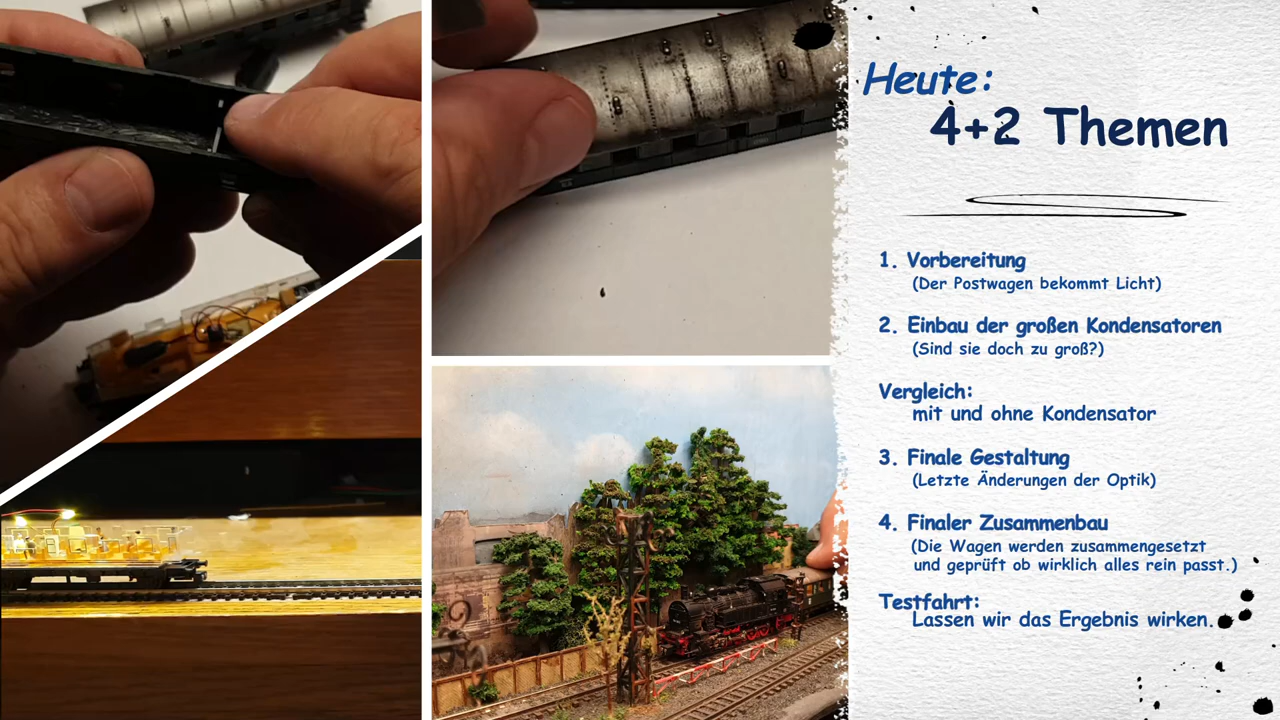 Heute:
4+2 Themen
1. Vorbereitung
(Der Postwagen bekommt Licht)
2. Einbau der großen Kondensatoren
(Sind sie doch zu groß?)
Vergleich:
mit und ohne Kondensator
3. Finale Gestaltung
(Letzte Änderungen der Optik)
4. Finaler Zusammenbau
(Die Wagen werden zusammengesetzt
und geprüft ob wirklich alles rein passt.)
Testfahrt:
Lassen wir das Ergebnis wirken.